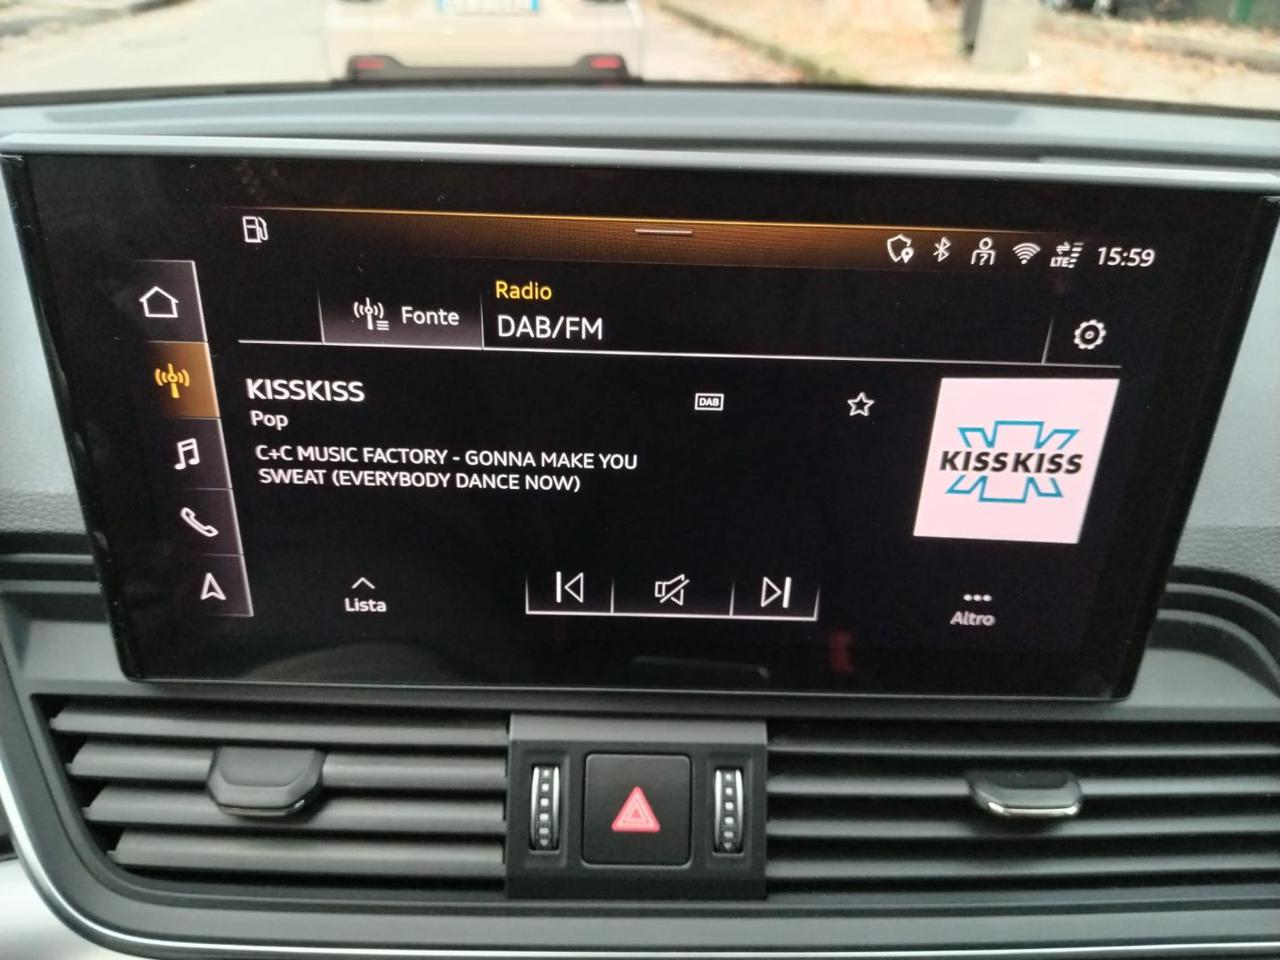 LTE
15:59
Fonte
Radio
DAB/FM
KISSKISS
DAB
Pop
C+C MUSIC FACTORY - GONNA MAKE YOU
SWEAT (EVERYBODY DANCE NOW)
KISSKISS
Lista
Altro